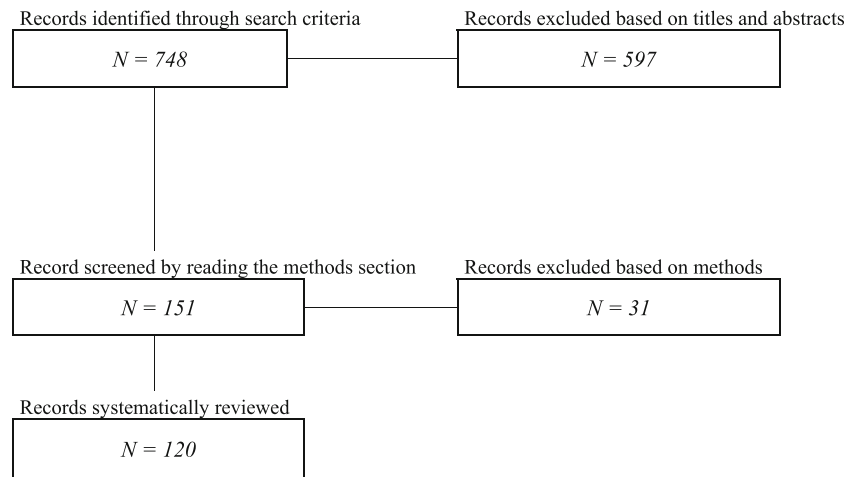 Records identified through search criteria
Records excluded based on titles and abstracts
N = 748
N = 597
Record screened by reading the methods section
Records excluded based on methods
N = 151
N = 31
Records systematically reviewed
N = 120